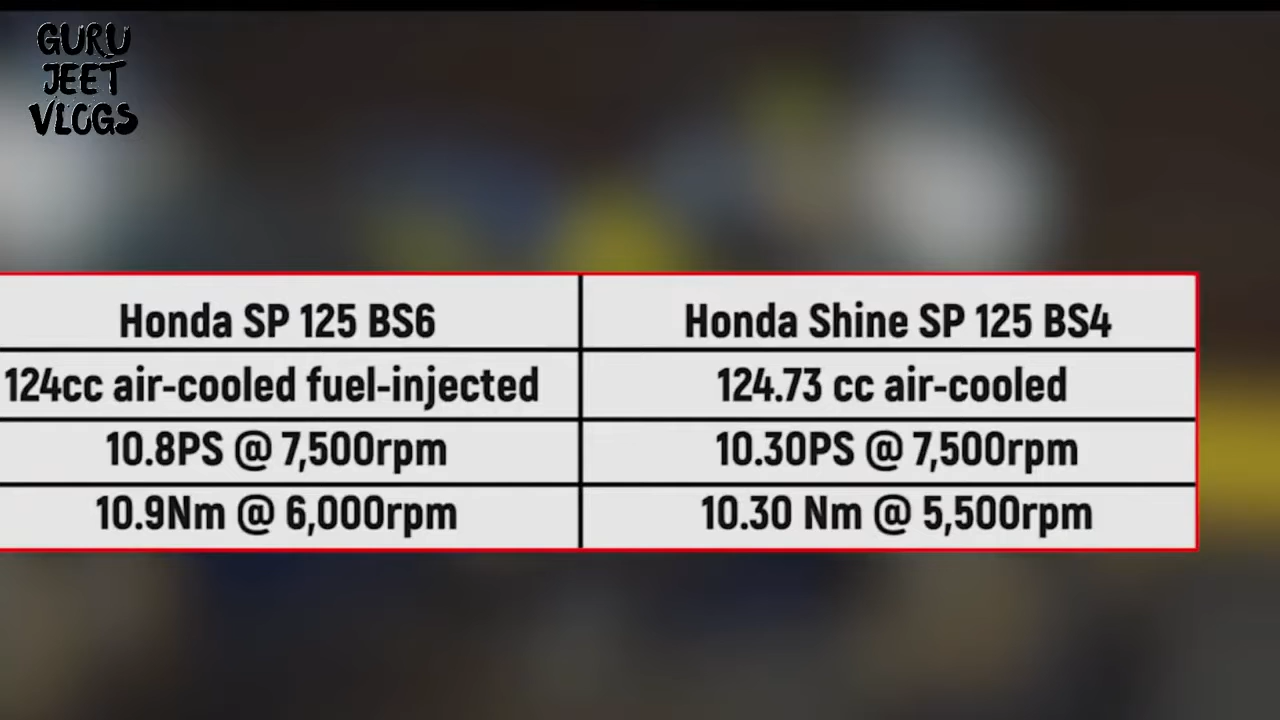 GURU
JEET
VLOGS
Honda SP 125 BS6 Honda Shine SP 125 BS4
124cc air-cooled fuel-injected 124.73 cc air-cooled
10.8PS @ 7,500rpm 10.30PS @ 7,500rpm
10.9Nm @ 6,000rpm 10.30 Nm @ 5,500rpm